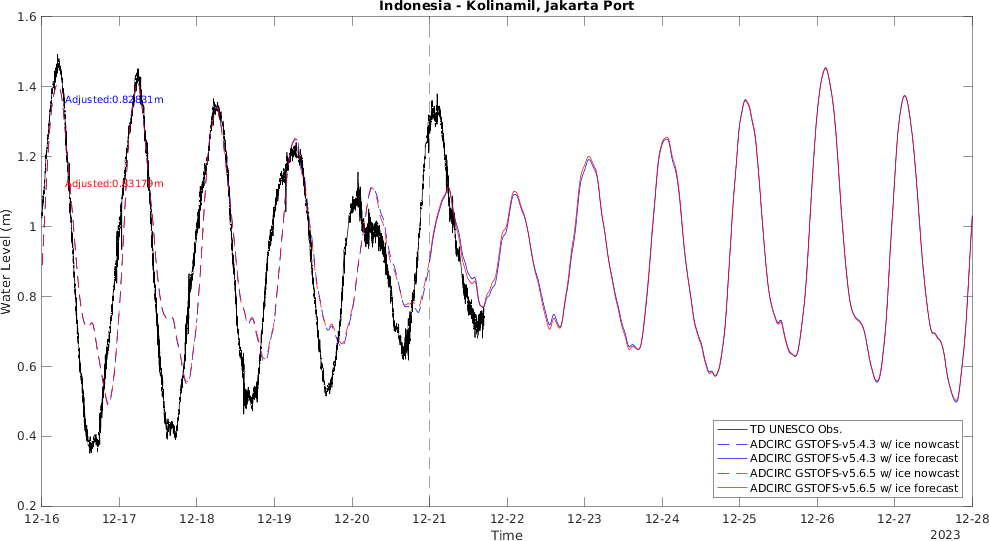 Indonesia - Kolinamil, Jakarta Port
1.6
1.4
1.2
1
0.8
0.6
0.4
0.2
Water Level (m)
Adjusted:0.82831m
Adjusted:0.83179m
TD UNESCO Obs.
ADCIRC GSTOFS-v5.4.3 w/ ice nowcast
ADCIRC GSTOFS-v5.4.3 w/ ice forecast
ADCIRC GSTOFS-v5.6.5 w/ ice nowcast
ADCIRC GSTOFS-v5.6.5 w/ ice forecast
12-16 12-17 12-18 12-19 12-20 12-21 12-22 12-23 12-24 12-25 12-26 12-27 12-28
Time
2023